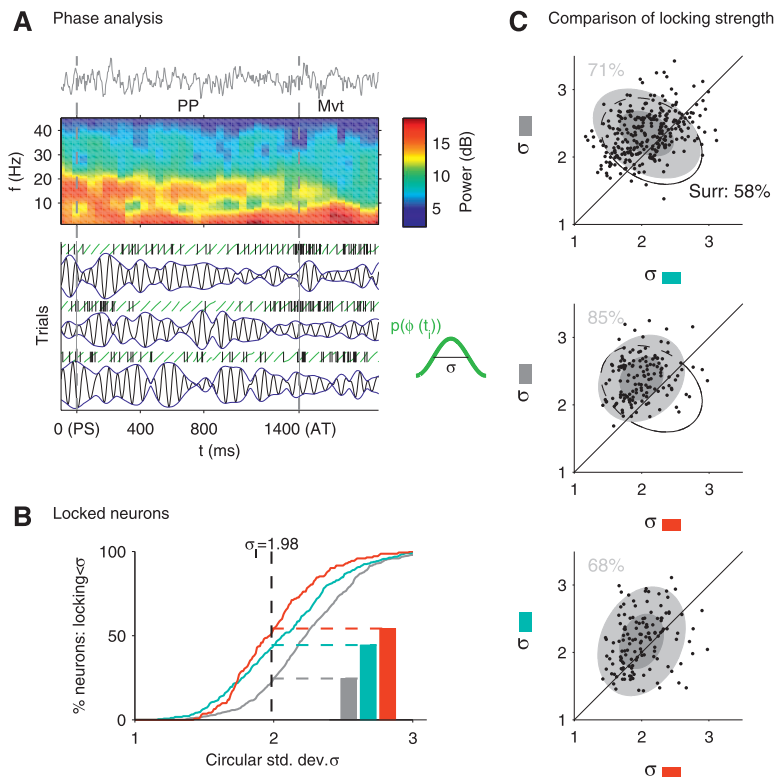 A Phase analysis
PP
Mvt
f (Hz)
40
30
20
10
Power (dB)
15
10
5
Trials
p(φ (tᵢ))
σ
0 (PS) 400 800 1400 (AT)
t (ms)
B Locked neurons
% neurons: locking<σ
100
50
0
σₗ=1.98
1 2 3
Circular std. dev.σ
C Comparison of locking strength
71%
Surr: 58%
σ
3
2
1
1 2 3
σ
85%
σ
3
2
1
1 2 3
σ
68%
σ
3
2
1
1 2 3
σ